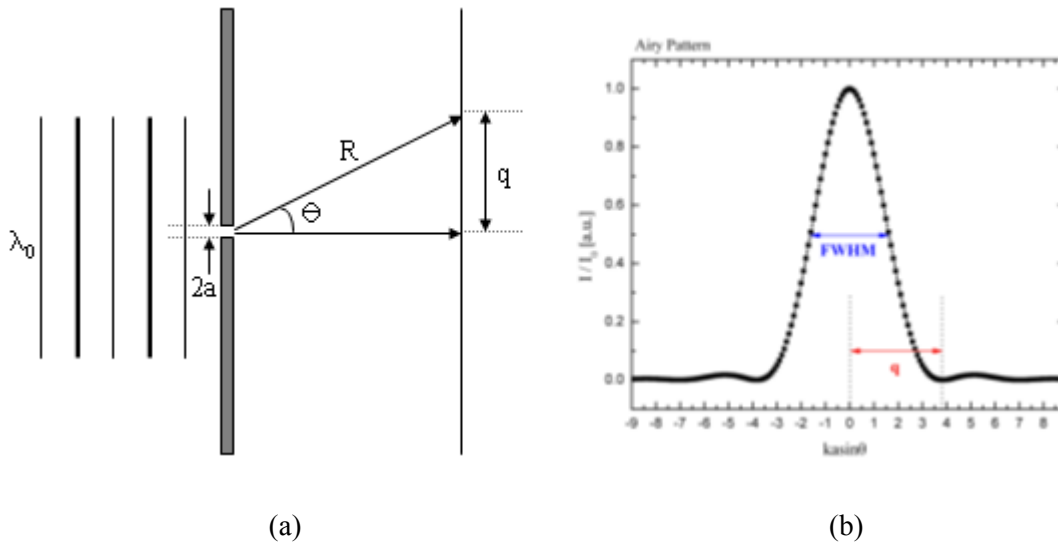 λ₀
2a
R
Θ
q
(a)
Airy Pattern
I / I₀ [a.u.]
1.0
0.8
0.6
0.4
0.2
0.0
FWHM
q
-9 -8 -7 -6 -5 -4 -3 -2 -1 0 1 2 3 4 5 6 7 8
kasinθ
(b)